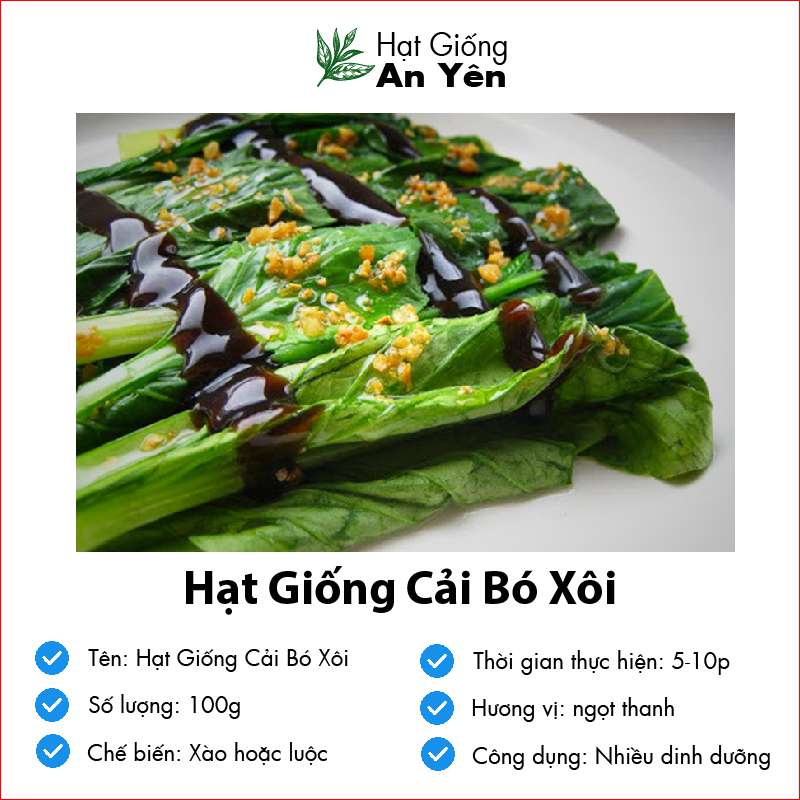 Hạt Giống
An Yên
Hạt Giống Cải Bó Xôi
Tên: Hạt Giống Cải Bó Xôi
Số lượng: 100g
Chế biến: Xào hoặc luộc
Thời gian thực hiện: 5-10p
Hương vị: ngọt thanh
Công dụng: Nhiều dinh dưỡng